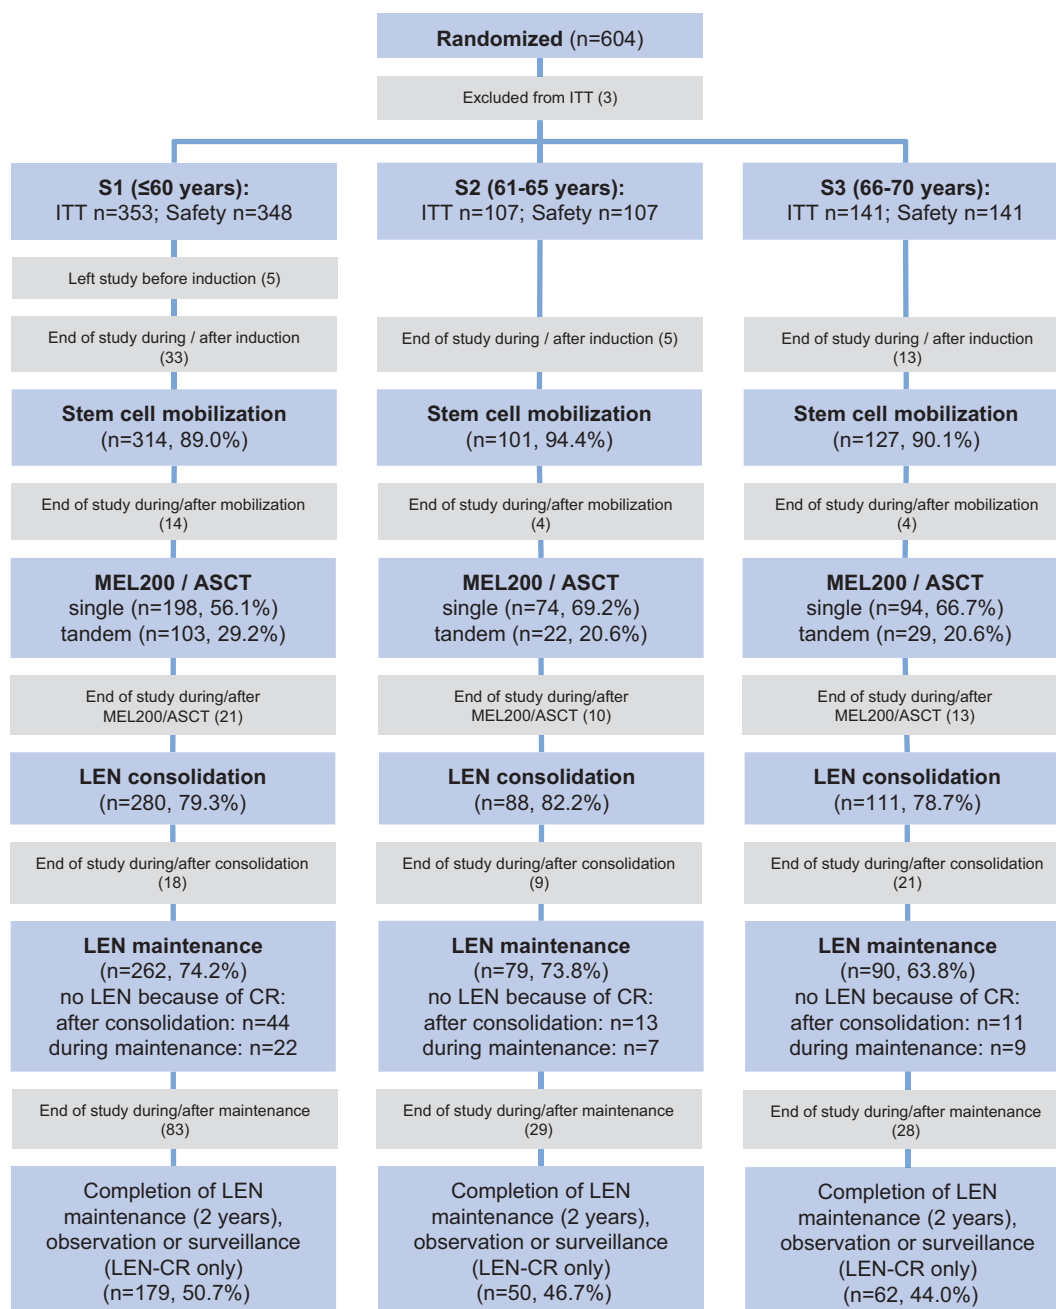 Randomized (n=604)
Excluded from ITT (3)
S1 (≤60 years):
ITT n=353; Safety n=348
Left study before induction (5)
End of study during / after induction
(33)
Stem cell mobilization
(n=314, 89.0%)
End of study during/after mobilization
(14)
MEL200 / ASCT
single (n=198, 56.1%)
tandem (n=103, 29.2%)
End of study during/after
MEL200/ASCT (21)
LEN consolidation
(n=280, 79.3%)
End of study during/after consolidation
(18)
LEN maintenance
(n=262, 74.2%)
no LEN because of CR:
after consolidation: n=44
during maintenance: n=22
End of study during/after maintenance
(83)
Completion of LEN
maintenance (2 years),
observation or surveillance
(LEN-CR only)
(n=179, 50.7%)
S2 (61-65 years):
ITT n=107; Safety n=107
End of study during / after induction (5)
Stem cell mobilization
(n=101, 94.4%)
End of study during/after mobilization
(4)
MEL200 / ASCT
single (n=74, 69.2%)
tandem (n=22, 20.6%)
End of study during/after
MEL200/ASCT (10)
LEN consolidation
(n=88, 82.2%)
End of study during/after consolidation
(9)
LEN maintenance
(n=79, 73.8%)
no LEN because of CR:
after consolidation: n=13
during maintenance: n=7
End of study during/after maintenance
(29)
Completion of LEN
maintenance (2 years),
observation or surveillance
(LEN-CR only)
(n=50, 46.7%)
S3 (66-70 years):
ITT n=141; Safety n=141
End of study during / after induction
(13)
Stem cell mobilization
(n=127, 90.1%)
End of study during/after mobilization
(4)
MEL200 / ASCT
single (n=94, 66.7%)
tandem (n=29, 20.6%)
End of study during/after
MEL200/ASCT (13)
LEN consolidation
(n=111, 78.7%)
End of study during/after consolidation
(21)
LEN maintenance
(n=90, 63.8%)
no LEN because of CR:
after consolidation: n=11
during maintenance: n=9
End of study during/after maintenance
(28)
Completion of LEN
maintenance (2 years),
observation or surveillance
(LEN-CR only)
(n=62, 44.0%)